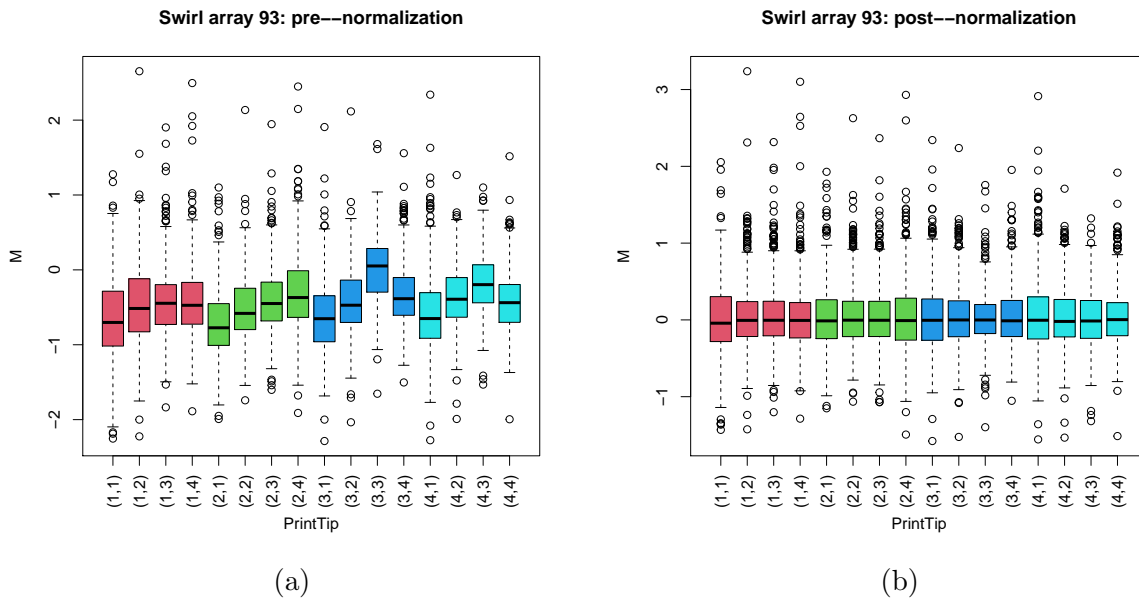 Swirl array 93: pre−−normalization
M
2
1
0
−1
−2
(1,1) (1,2) (1,3) (1,4) (2,1) (2,2) (2,3) (2,4) (3,1) (3,2) (3,3) (3,4) (4,1) (4,2) (4,3) (4,4)
PrintTip
(a)
Swirl array 93: post−−normalization
M
3
2
1
0
−1
(1,1) (1,2) (1,3) (1,4) (2,1) (2,2) (2,3) (2,4) (3,1) (3,2) (3,3) (3,4) (4,1) (4,2) (4,3) (4,4)
PrintTip
(b)